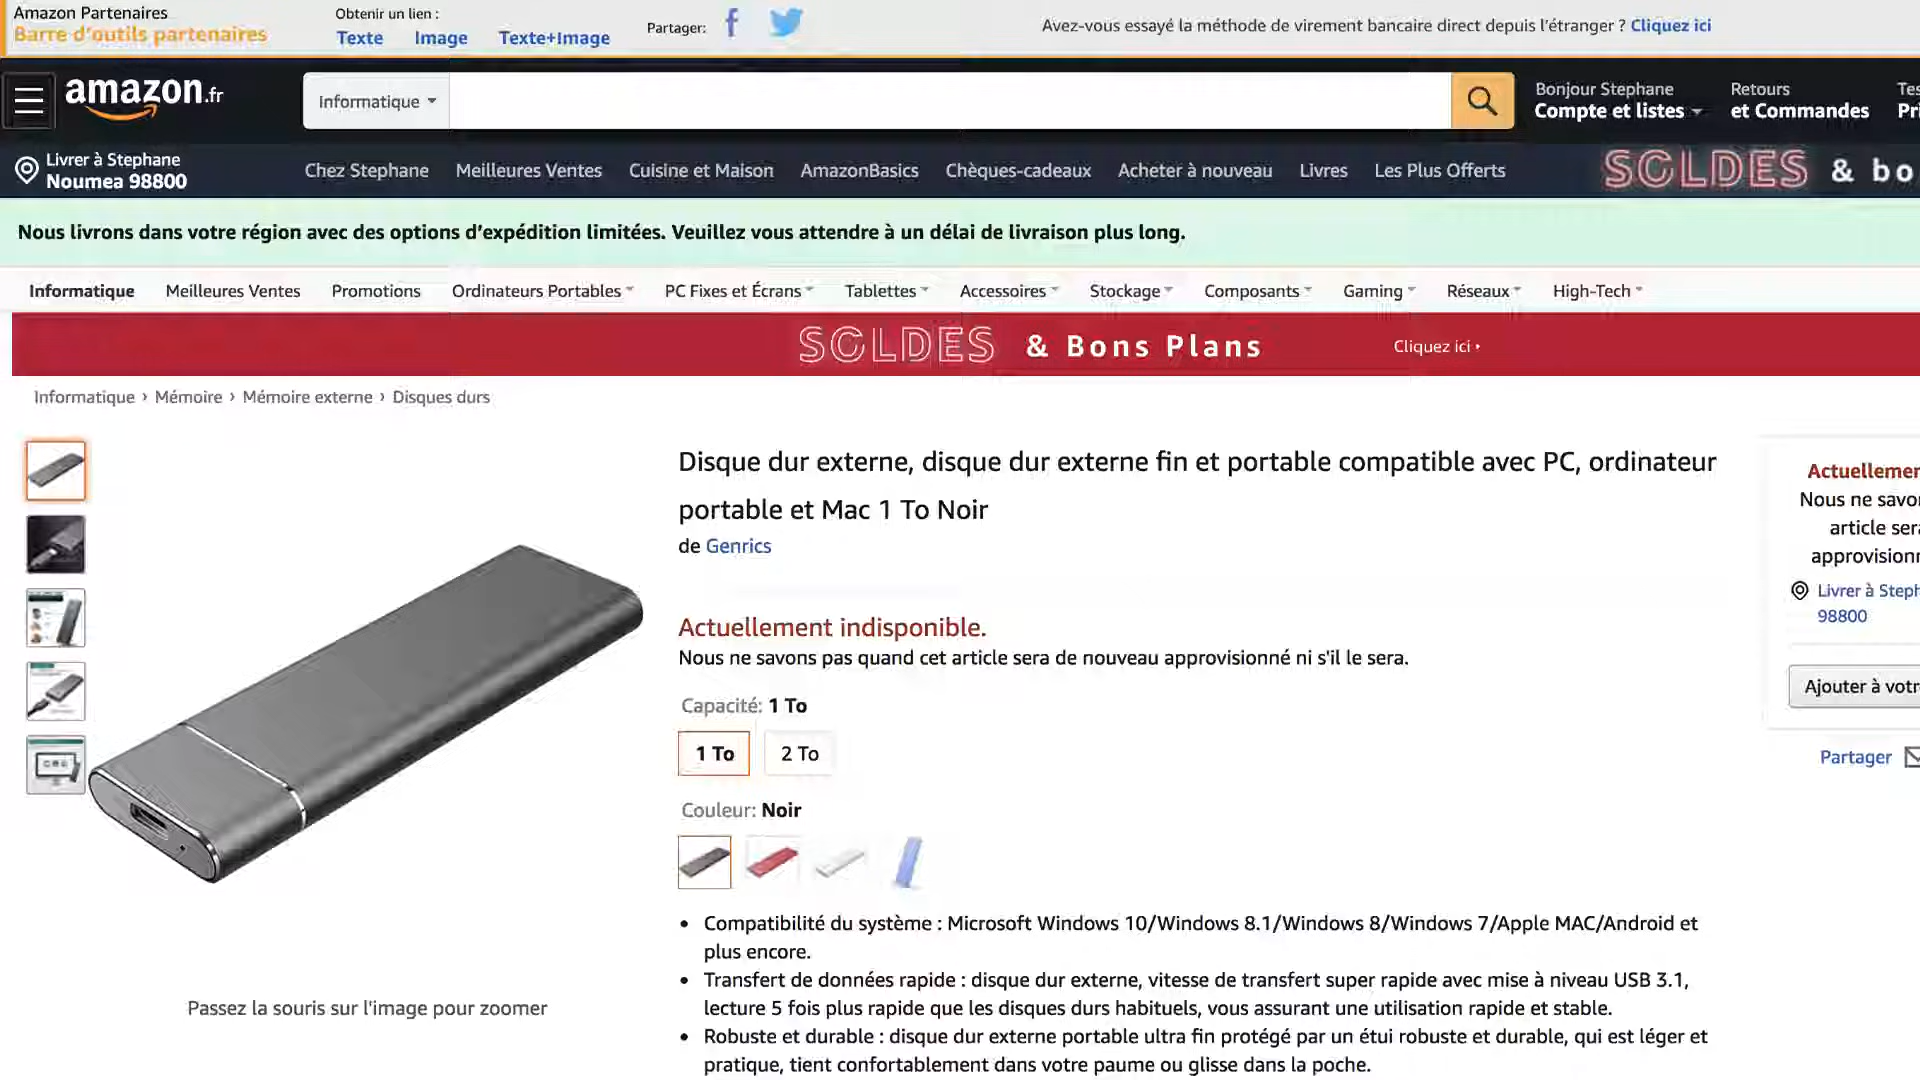 Amazon Partenaires
Barre d'outils partenaires
Obtenir un lien :
Texte Image Texte+Image
Partager:
Avez-vous essayé la méthode de virement bancaire direct depuis l'étranger ? Cliquez ici
amazon.fr
Informatique
Bonjour Stephane
Compte et listes
Retours
et Commandes
Livrer à Stephane
Noumea 98800
Chez Stephane Meilleures Ventes Cuisine et Maison AmazonBasics Chèques-cadeaux Acheter à nouveau Livres Les Plus Offerts
SOLDES &
Nous livrons dans votre région avec des options d'expédition limitées. Veuillez vous attendre à un délai de livraison plus long.
Informatique Meilleures Ventes Promotions Ordinateurs Portables PC Fixes et Écrans Tablettes Accessoires Stockage Composants Gaming Réseaux High-Tech
SOLDES & Bons Plans Cliquez ici ›
Informatique › Mémoire › Mémoire externe › Disques durs
Disque dur externe, disque dur externe fin et portable compatible avec PC, ordinateur
portable et Mac 1 To Noir
de Genrics
Actuellement indisponible.
Nous ne savons pas quand cet article sera de nouveau approvisionné ni s'il le sera.
Capacité: 1 To
1 To 2 To
Couleur: Noir
• Compatibilité du système : Microsoft Windows 10/Windows 8.1/Windows 8/Windows 7/Apple MAC/Android et
plus encore.
• Transfert de données rapide : disque dur externe, vitesse de transfert super rapide avec mise à niveau USB 3.1,
lecture 5 fois plus rapide que les disques durs habituels, vous assurant une utilisation rapide et stable.
• Robuste et durable : disque dur externe portable ultra fin protégé par un étui robuste et durable, qui est léger et
pratique, tient confortablement dans votre paume ou glisse dans la poche.
Passez la souris sur l'image pour zoomer
Nous ne
article
Livrer à
98800
Ajouter à
Partager